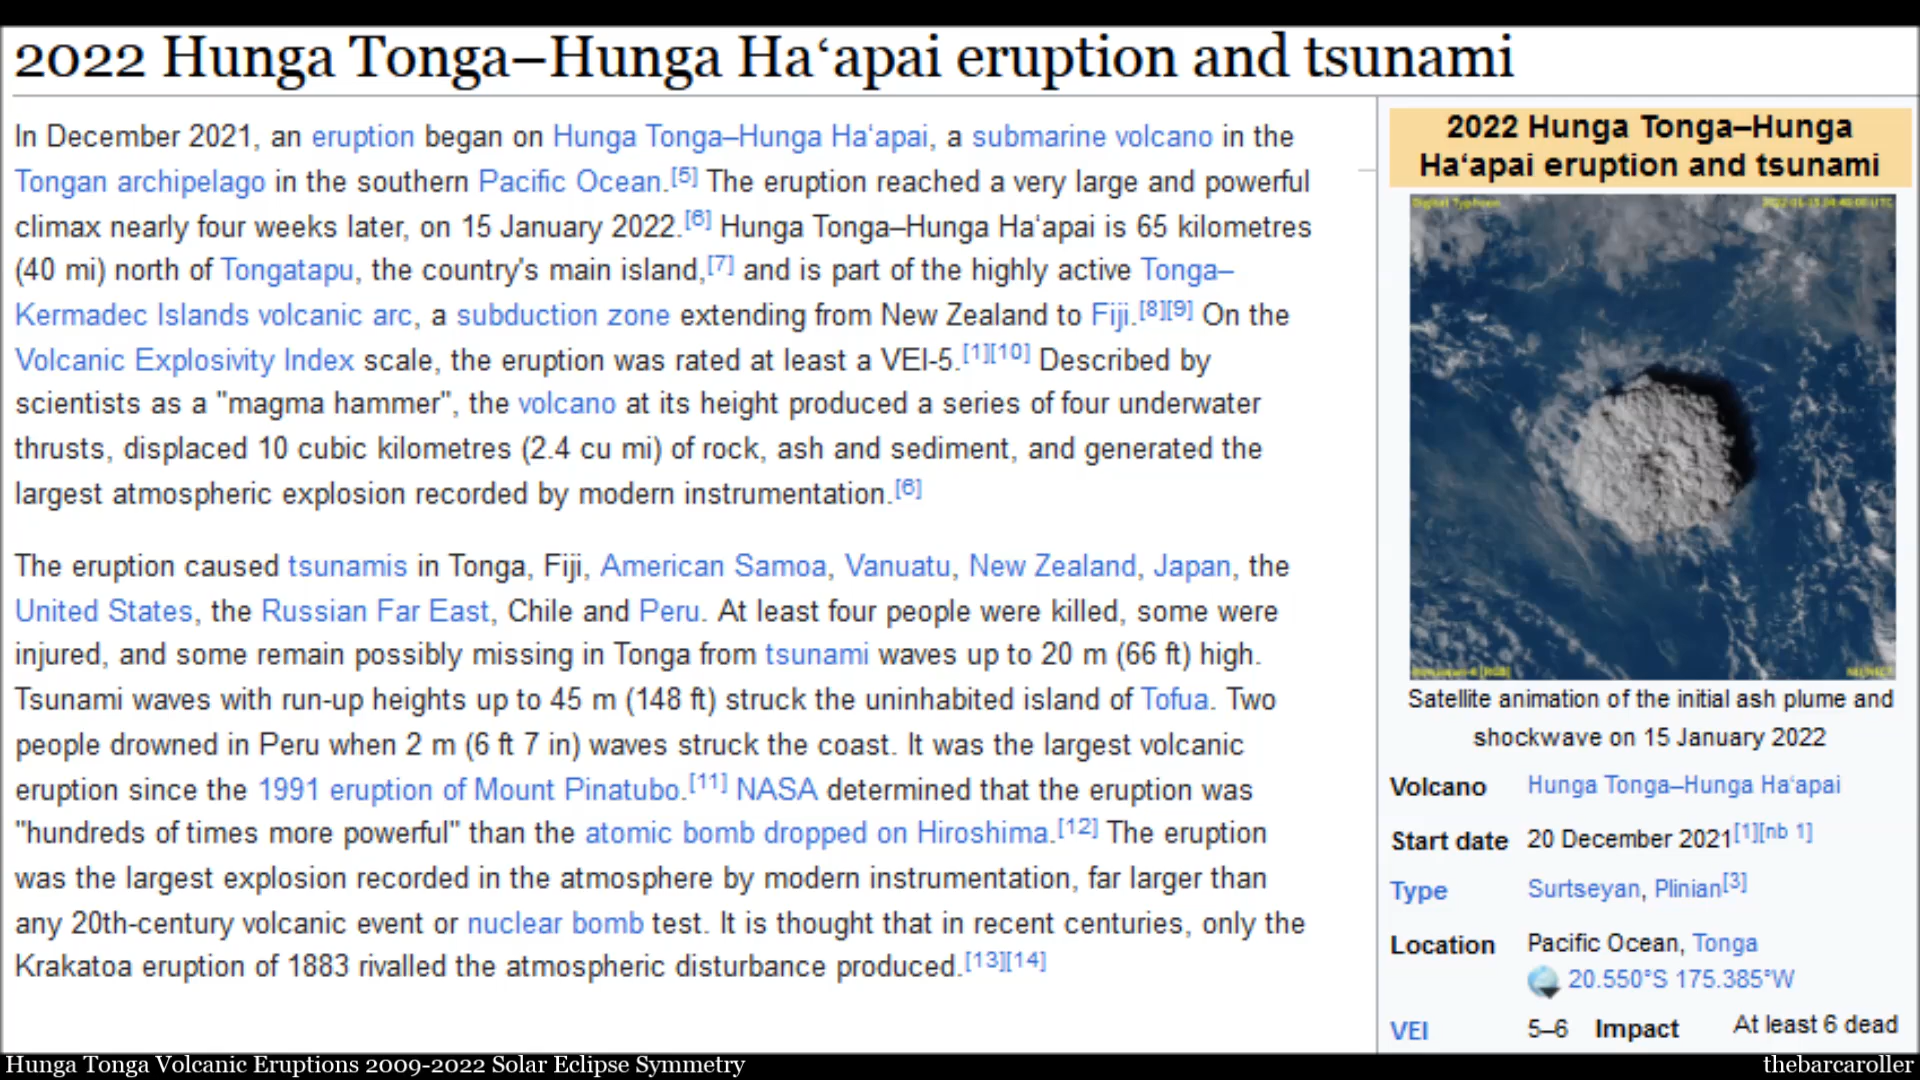 2022 Hunga Tonga–Hunga Haʻapai eruption and tsunami
In December 2021, an eruption began on Hunga Tonga–Hunga Haʻapai, a submarine volcano in the
Tongan archipelago in the southern Pacific Ocean.[5] The eruption reached a very large and powerful
climax nearly four weeks later, on 15 January 2022.[6] Hunga Tonga–Hunga Haʻapai is 65 kilometres
(40 mi) north of Tongatapu, the country's main island,[7] and is part of the highly active Tonga–
Kermadec Islands volcanic arc, a subduction zone extending from New Zealand to Fiji.[8][9] On the
Volcanic Explosivity Index scale, the eruption was rated at least a VEI-5.[1][10] Described by
scientists as a "magma hammer", the volcano at its height produced a series of four underwater
thrusts, displaced 10 cubic kilometres (2.4 cu mi) of rock, ash and sediment, and generated the
largest atmospheric explosion recorded by modern instrumentation.[6]
The eruption caused tsunamis in Tonga, Fiji, American Samoa, Vanuatu, New Zealand, Japan, the
United States, the Russian Far East, Chile and Peru. At least four people were killed, some were
injured, and some remain possibly missing in Tonga from tsunami waves up to 20 m (66 ft) high.
Tsunami waves with run-up heights up to 45 m (148 ft) struck the uninhabited island of Tofua. Two
people drowned in Peru when 2 m (6 ft 7 in) waves struck the coast. It was the largest volcanic
eruption since the 1991 eruption of Mount Pinatubo.[11] NASA determined that the eruption was
"hundreds of times more powerful" than the atomic bomb dropped on Hiroshima.[12] The eruption
was the largest explosion recorded in the atmosphere by modern instrumentation, far larger than
any 20th-century volcanic event or nuclear bomb test. It is thought that in recent centuries, only the
Krakatoa eruption of 1883 rivalled the atmospheric disturbance produced.[13][14]
2022 Hunga Tonga–Hunga
Haʻapai eruption and tsunami
Digital Typhoon
Satellite animation of the initial ash plume and
shockwave on 15 January 2022
Volcano Hunga Tonga–Hunga Haʻapai
Start date 20 December 2021[1][nb 1]
Type Surtseyan, Plinian[3]
Location Pacific Ocean, Tonga
20.550°S 175.385°W
VEI 5–6 Impact At least 6 dead
Hunga Tonga Volcanic Eruptions 2009-2022 Solar Eclipse Symmetry
thebarcaroller